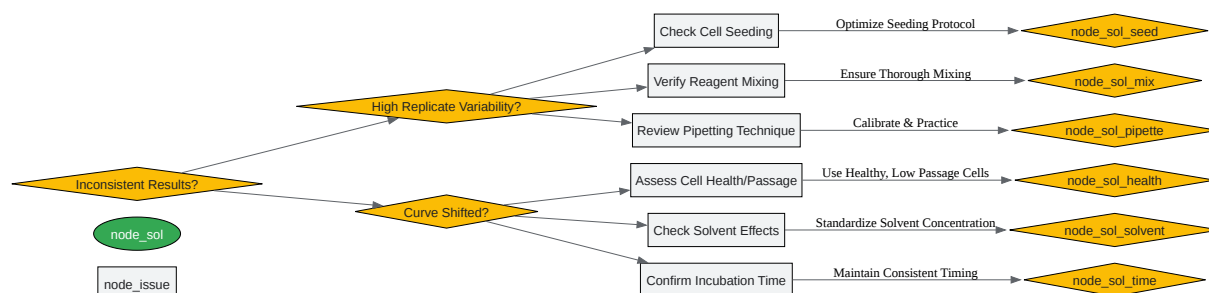 Check Cell Seeding
Optimize Seeding Protocol
node_sol_seed
Verify Reagent Mixing
Ensure Thorough Mixing
node_sol_mix
High Replicate Variability?
Review Pipetting Technique
Calibrate & Practice
node_sol_pipette
Inconsistent Results?
Assess Cell Health/Passage
Use Healthy, Low Passage Cells
node_sol_health
Curve Shifted?
Check Solvent Effects
Standardize Solvent Concentration
node_sol_solvent
node_sol
Confirm Incubation Time
Maintain Consistent Timing
node_sol_time
node_issue